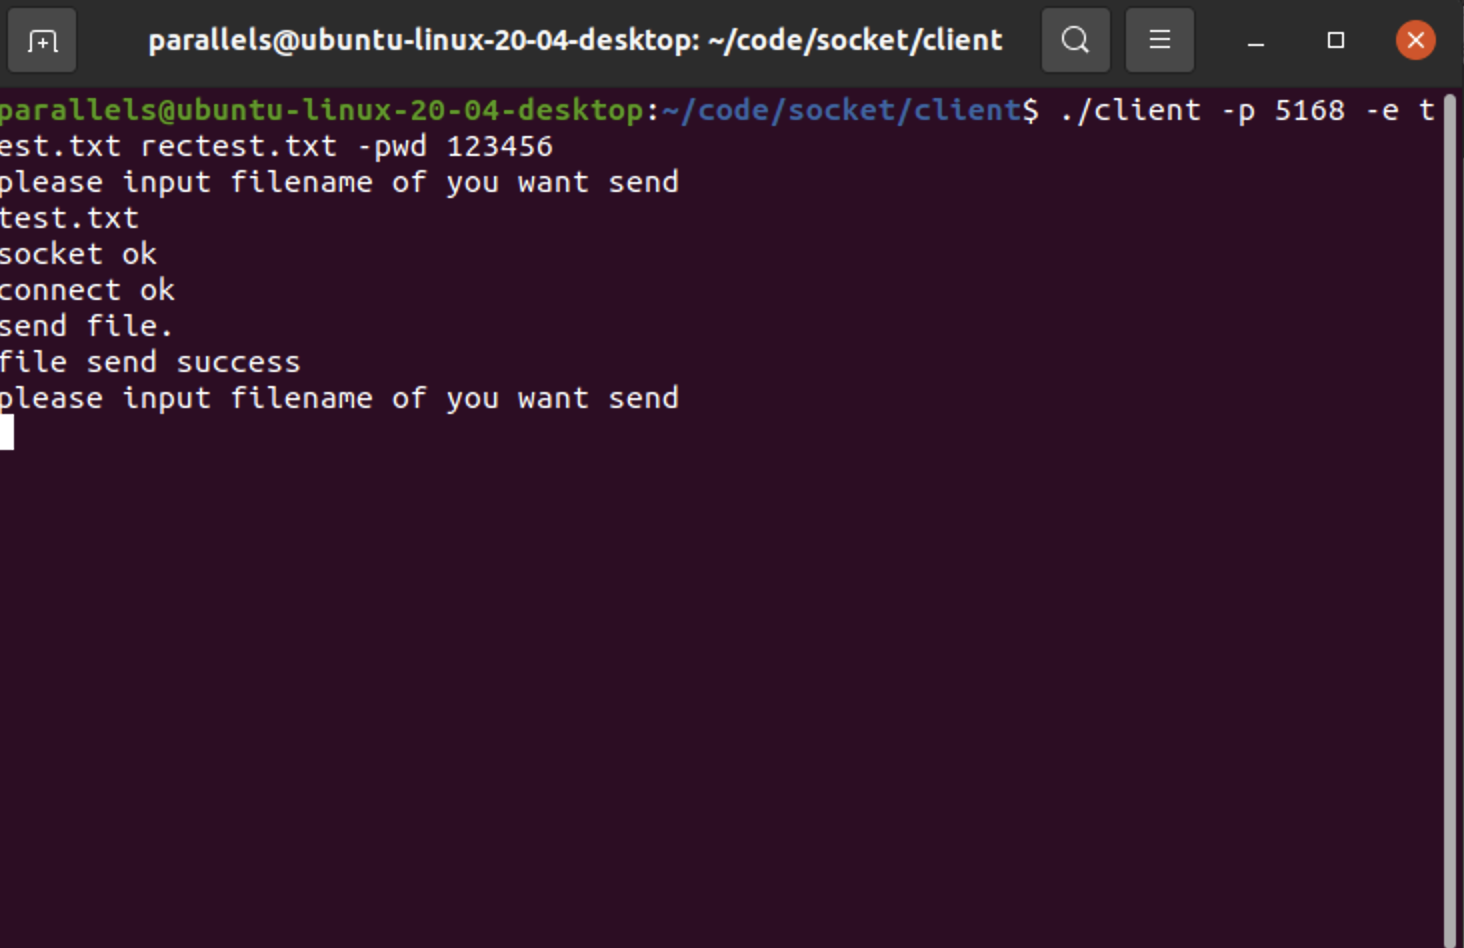 parallels@ubuntu-linux-20-04-desktop: ~/code/socket/client
parallels@ubuntu-linux-20-04-desktop:~/code/socket/client$ ./client -p 5168 -e t
est.txt rectest.txt -pwd 123456
please input filename of you want send
test.txt
socket ok
connect ok
send file.
file send success
please input filename of you want send